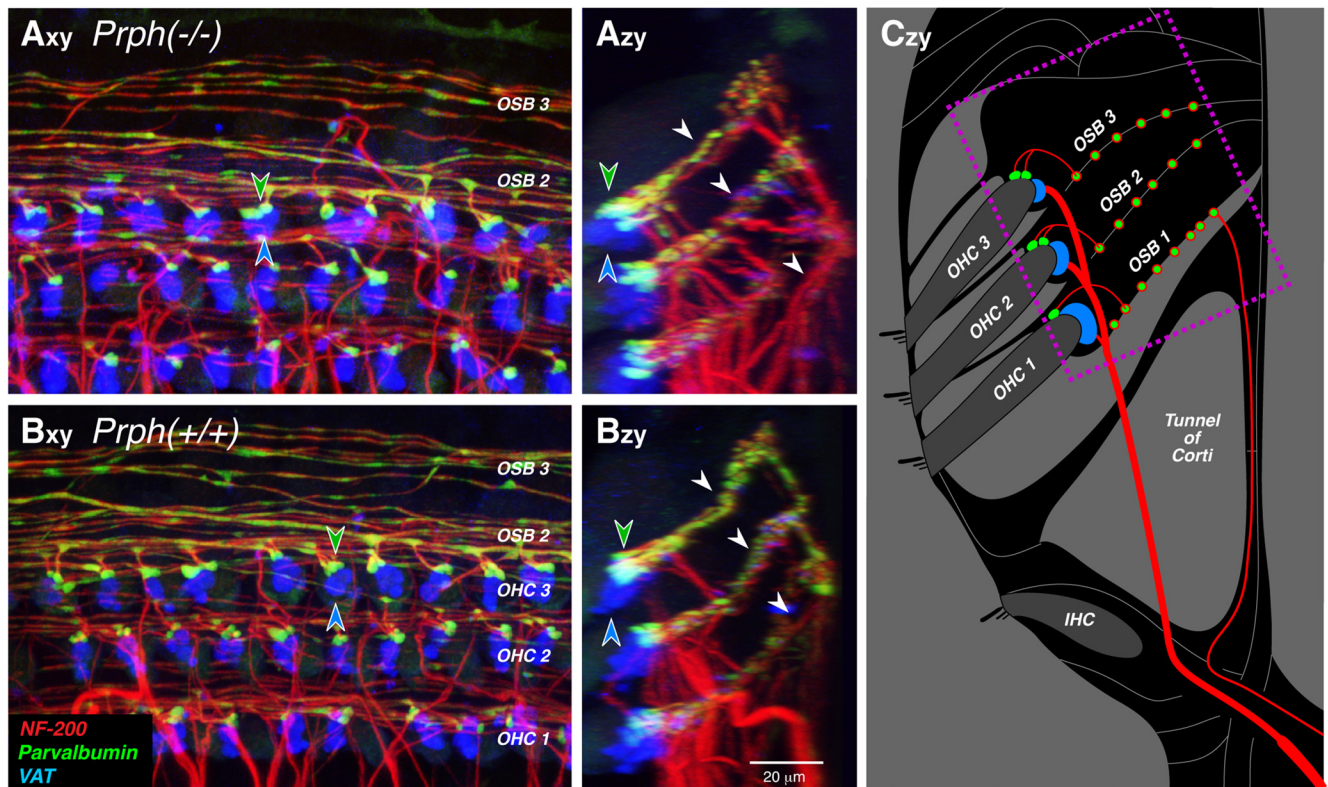 Axy Prph(-/-)
OSB 3
OSB 2
Azy
Czy
OSB 3
OSB 2
OSB 1
OHC 3
OHC 2
OHC 1
Tunnel
of
Corti
IHC
Bxy Prph(+/+)
OSB 3
OSB 2
OHC 3
OHC 2
OHC 1
NF-200
Parvalbumin
VAT
Bzy
20 µm